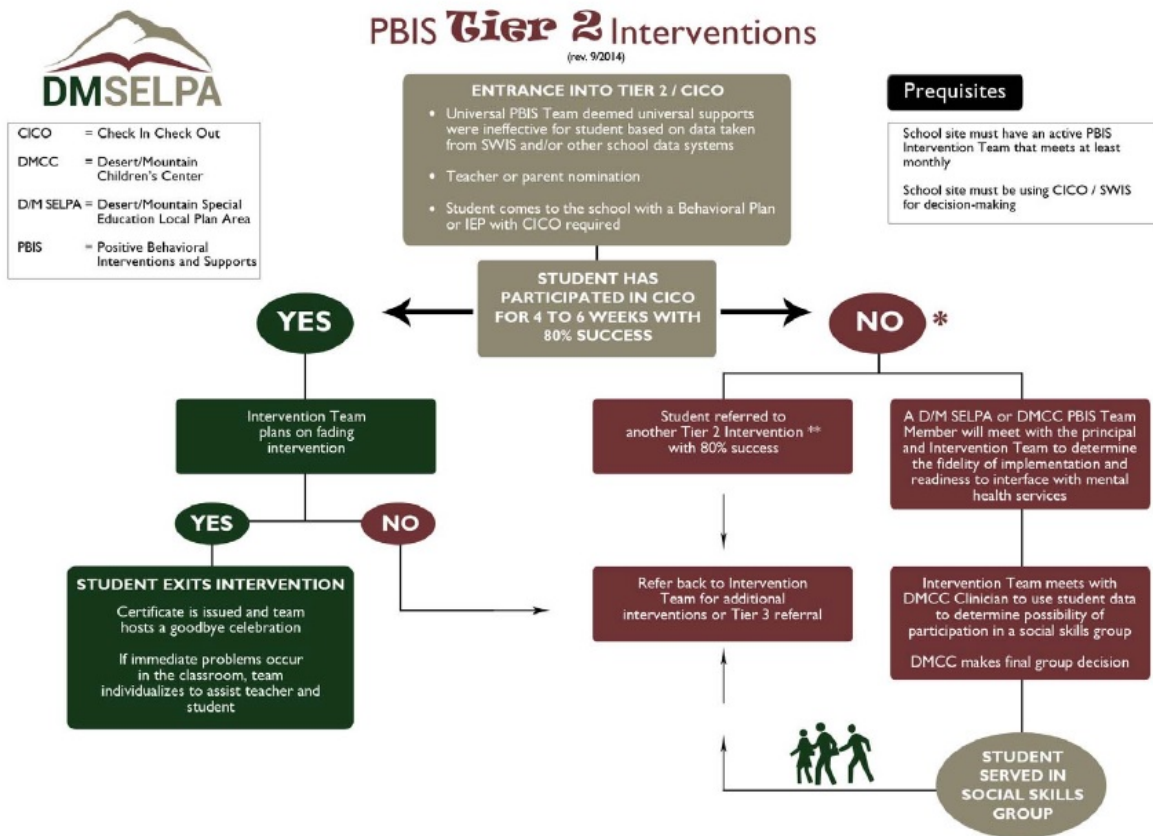 DMSELPA
PBIS Tier 2 Interventions
(rev. 9/2014)
CICO = Check In Check Out
DMCC = Desert/Mountain
Children's Center
D/M SELPA = Desert/Mountain Special
Education Local Plan Area
PBIS = Positive Behavioral
Interventions and Supports
ENTRANCE INTO TIER 2 / CICO
• Universal PBIS Team deemed universal supports
were ineffective for student based on data taken
from SWIS and/or other school data systems
• Teacher or parent nomination
• Student comes to the school with a Behavioral Plan
or IEP with CICO required
Prequisites
School site must have an active PBIS
Intervention Team that meets at least
monthly
School site must be using CICO / SWIS
for decision-making
STUDENT HAS
PARTICIPATED IN CICO
FOR 4 TO 6 WEEKS WITH
80% SUCCESS
YES
NO *
Intervention Team
plans on fading
intervention
Student referred to
another Tier 2 Intervention **
with 80% success
A D/M SELPA or DMCC PBIS Team
Member will meet with the principal
and Intervention Team to determine
the fidelity of implementation and
readiness to interface with mental
health services
YES
NO
STUDENT EXITS INTERVENTION
Certificate is issued and team
hosts a goodbye celebration
If immediate problems occur
in the classroom, team
individualizes to assist teacher and
student
Refer back to Intervention
Team for additional
interventions or Tier 3 referral
Intervention Team meets with
DMCC Clinician to use student data
to determine possibility of
participation in a social skills group
DMCC makes final group decision
STUDENT
SERVED IN
SOCIAL SKILLS
GROUP